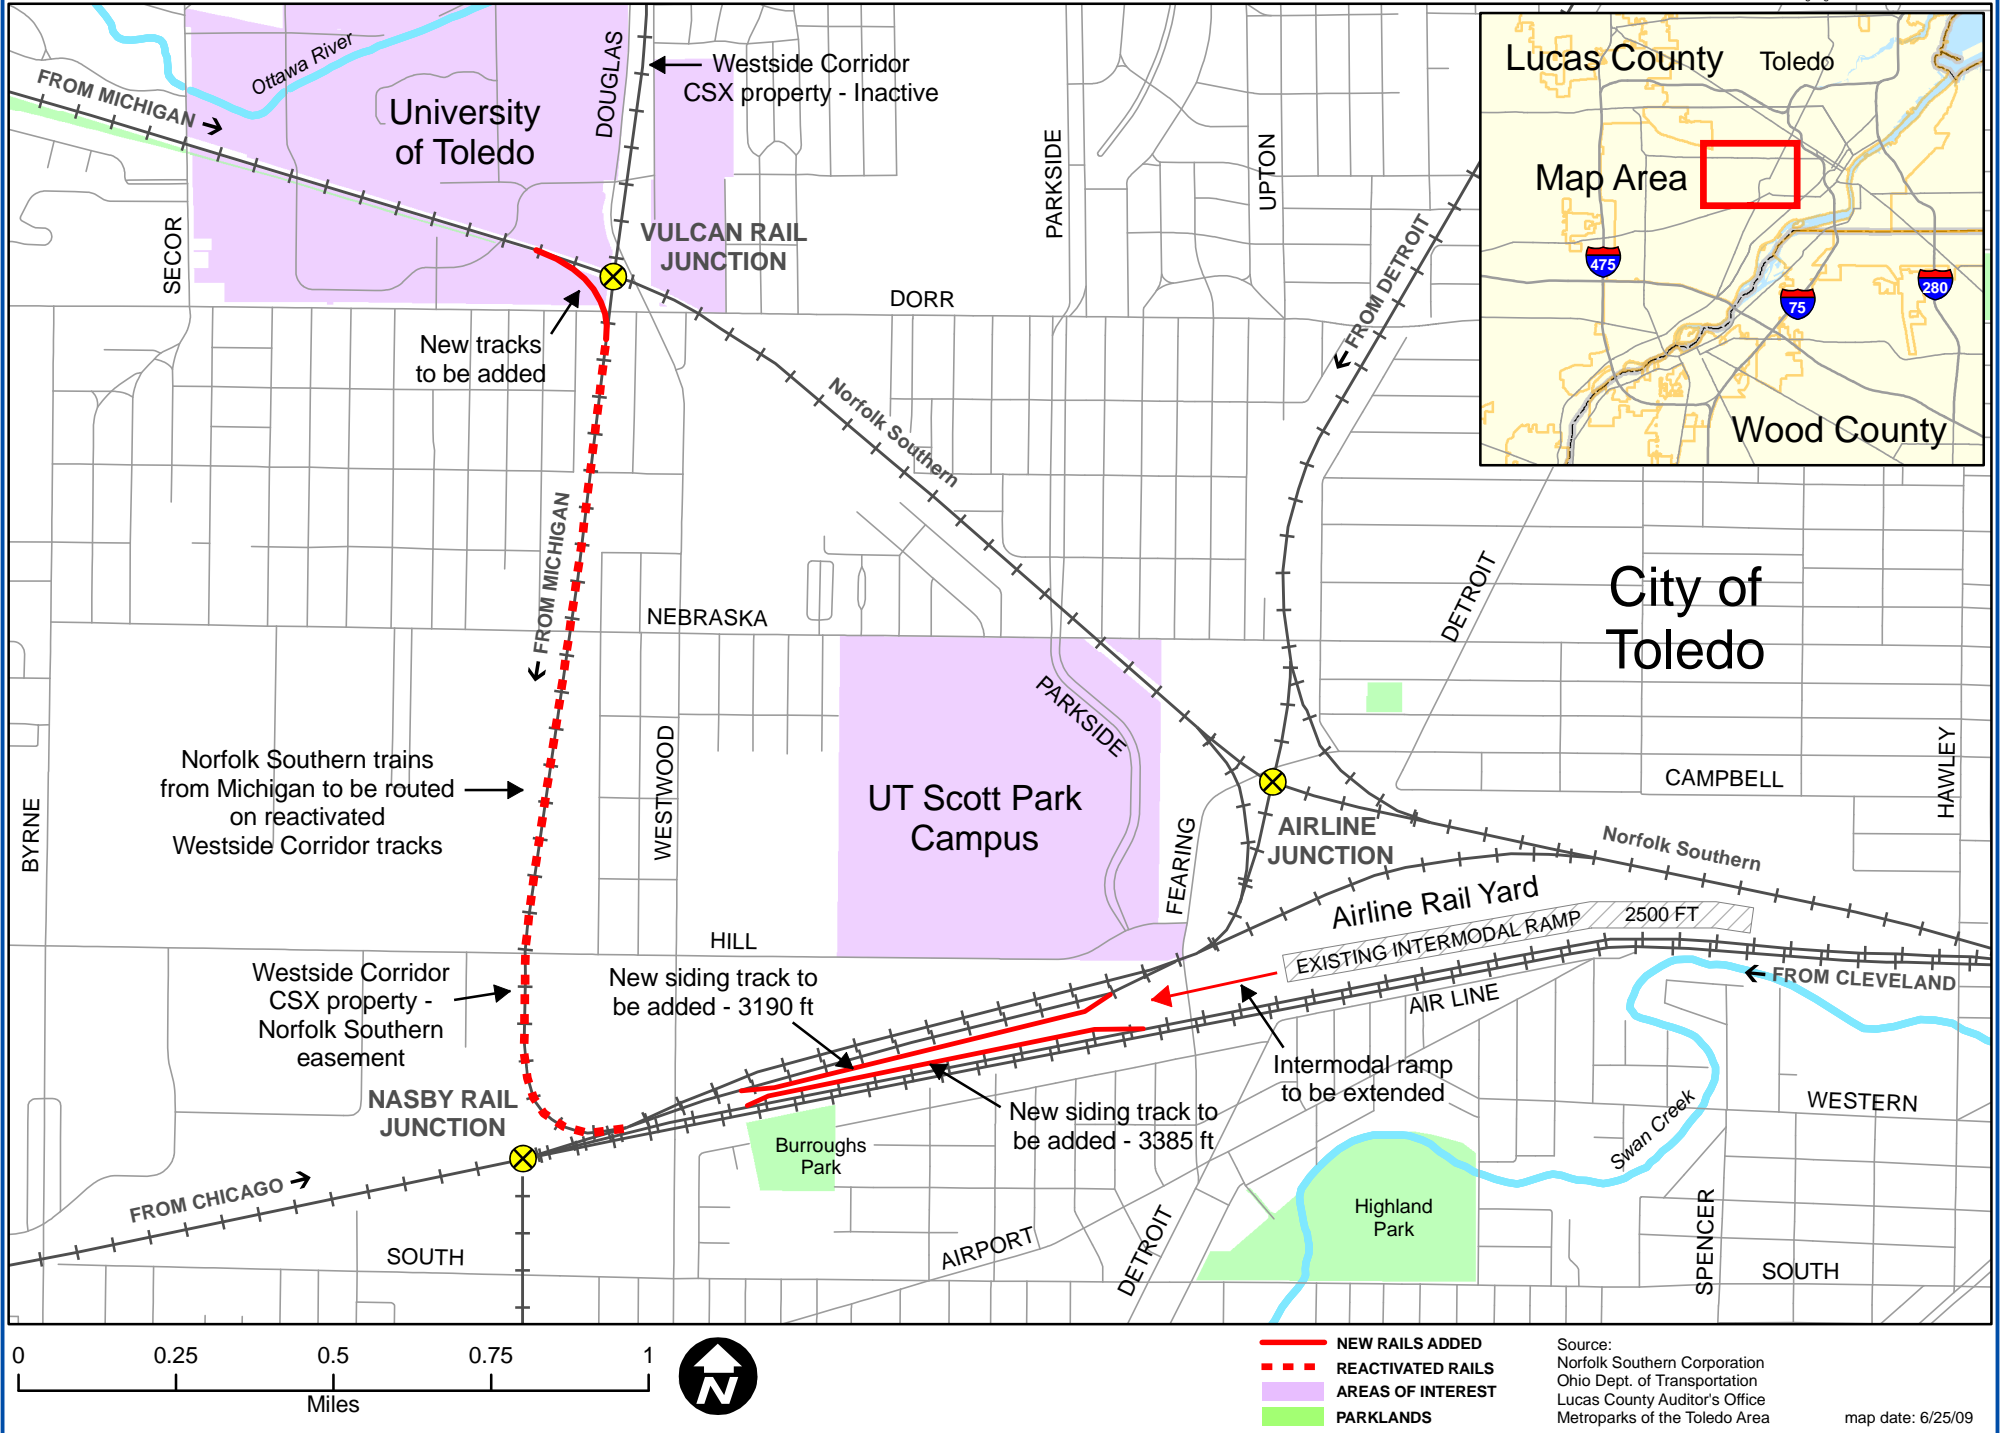 Ottawa River
FROM MICHIGAN
University
of Toledo
DOUGLAS
Westside Corridor
CSX property - Inactive
PARKSIDE
UPTON
Lucas County
Toledo
Map Area
475
75
280
Wood County
SECOR
VULCAN RAIL
JUNCTION
DORR
FROM DETROIT
New tracks
to be added
Norfolk Southern
FROM MICHIGAN
NEBRASKA
DETROIT
City of
Toledo
PARKSIDE
Norfolk Southern trains
from Michigan to be routed
on reactivated
Westside Corridor tracks
WESTWOOD
BYRNE
UT Scott Park
Campus
FEARING
AIRLINE
JUNCTION
CAMPBELL
HAWLEY
Norfolk Southern
Airline Rail Yard
EXISTING INTERMODAL RAMP
2500 FT
HILL
Westside Corridor
CSX property -
Norfolk Southern
easement
New siding track to
be added - 3190 ft
AIR LINE
FROM CLEVELAND
Intermodal ramp
to be extended
NASBY RAIL
JUNCTION
New siding track to
be added - 3385 ft
Burroughs
Park
Swan Creek
WESTERN
FROM CHICAGO
Highland
Park
SOUTH
AIRPORT
DETROIT
SPENCER
SOUTH
0 0.25 0.5 0.75 1
Miles
N
NEW RAILS ADDED
REACTIVATED RAILS
AREAS OF INTEREST
PARKLANDS
Source:
Norfolk Southern Corporation
Ohio Dept. of Transportation
Lucas County Auditor's Office
Metroparks of the Toledo Area
map date: 6/25/09